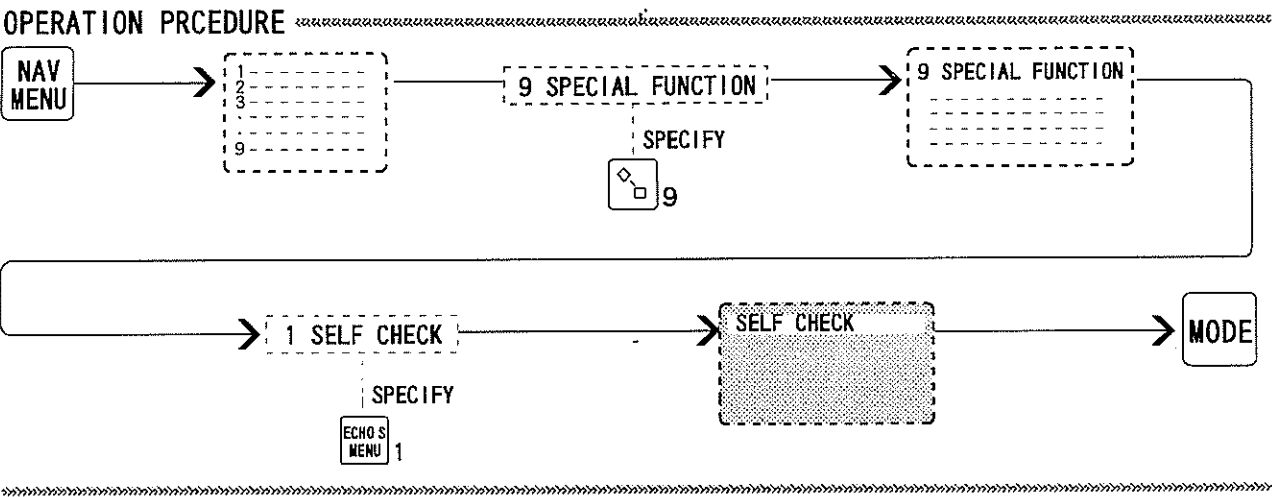 OPERATION PRCEDURE
NAV
MENU
1
2
3
9
9 SPECIAL FUNCTION
SPECIFY
9
9 SPECIAL FUNCTION
1 SELF CHECK
SPECIFY
ECHO S
MENU
1
SELF CHECK
MODE